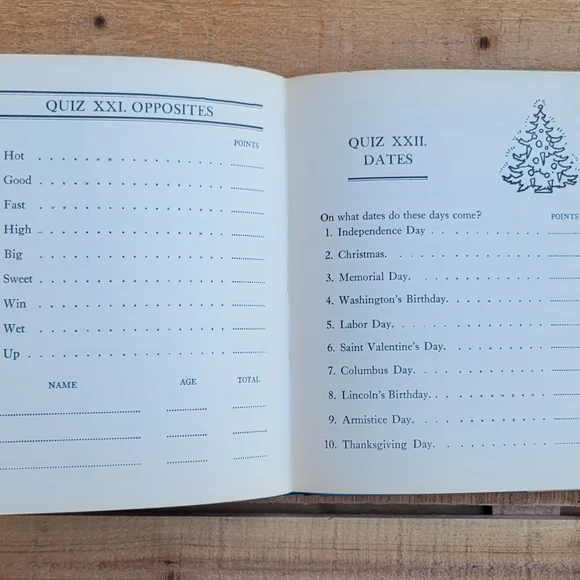 QUIZ XXI. OPPOSITES
POINTS
Hot
Good
Fast
High
Big
Sweet
Win
Wet
Up
NAME AGE TOTAL
QUIZ XXII.
DATES
On what dates do these days come? POINTS
1. Independence Day
2. Christmas.
3. Memorial Day.
4. Washington's Birthday.
5. Labor Day.
6. Saint Valentine's Day.
7. Columbus Day.
8. Lincoln's Birthday.
9. Armistice Day.
10. Thanksgiving Day.